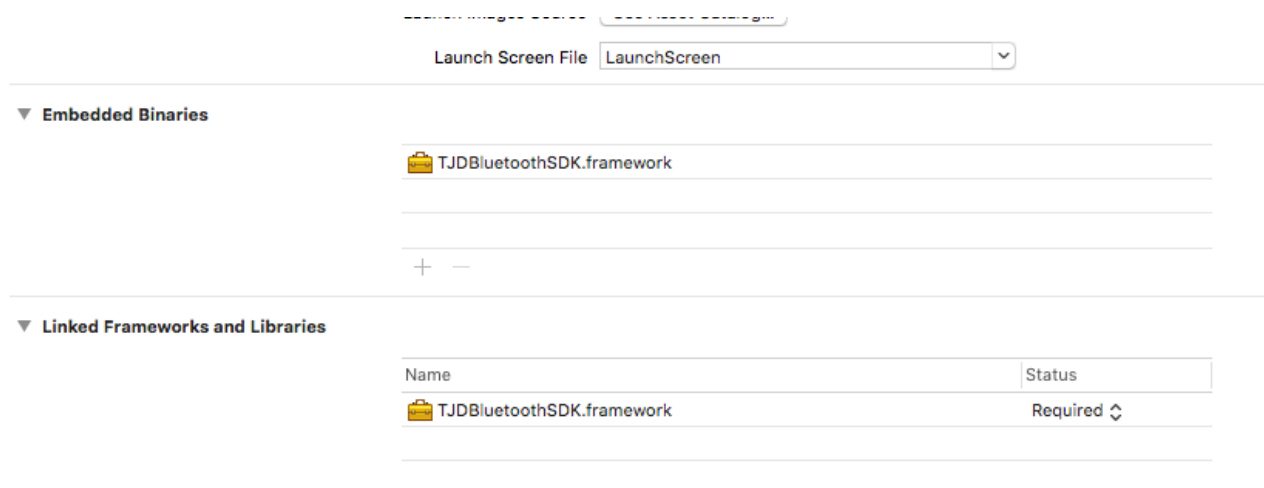 Launch Screen File LaunchScreen
Embedded Binaries
TJDBluetoothSDK.framework
Linked Frameworks and Libraries
Name Status
TJDBluetoothSDK.framework Required